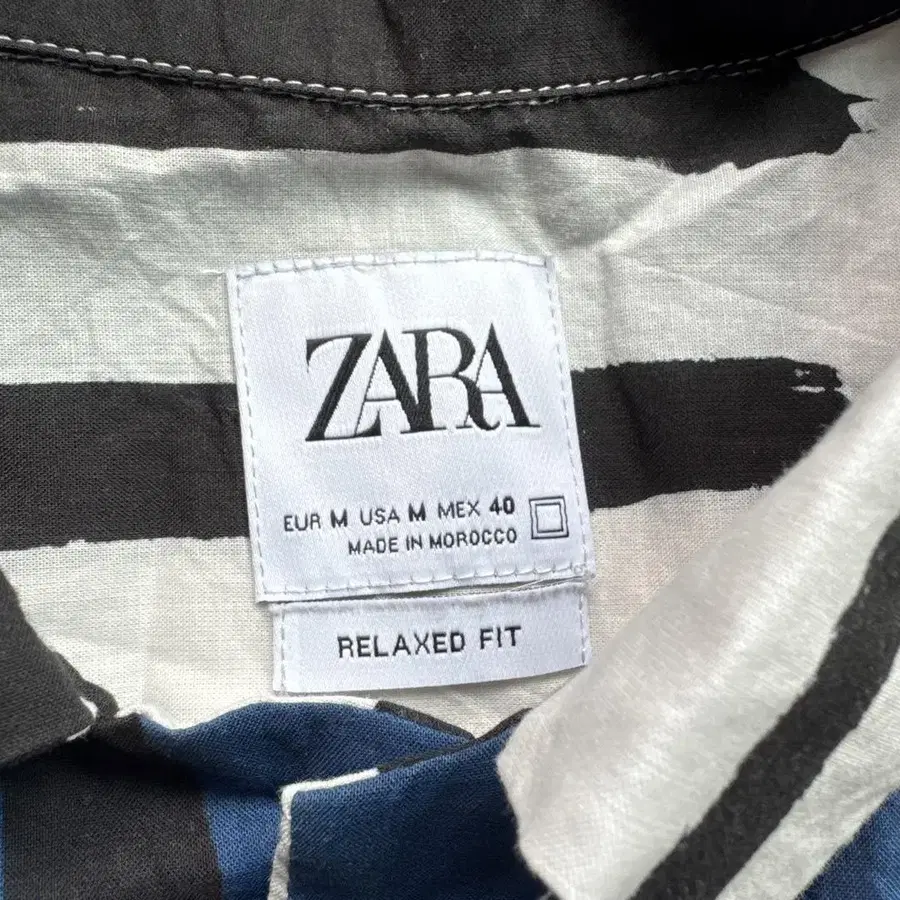 ZARA
EUR M USA M MEX 40
MADE IN MOROCCO
RELAXED FIT